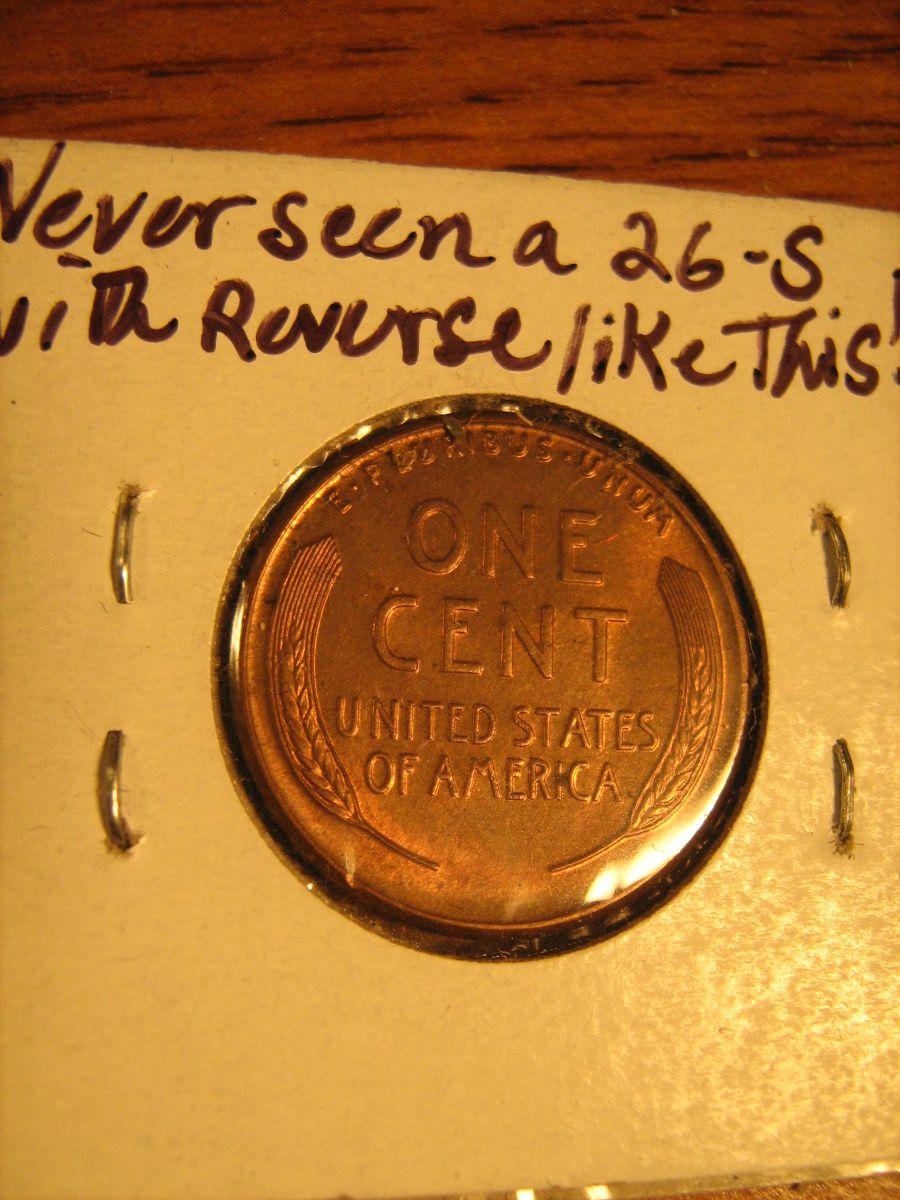 Never seen a 26-S
with Reverse like This!
E·PLURIBUS·UNUM
ONE
CENT
UNITED STATES
OF AMERICA